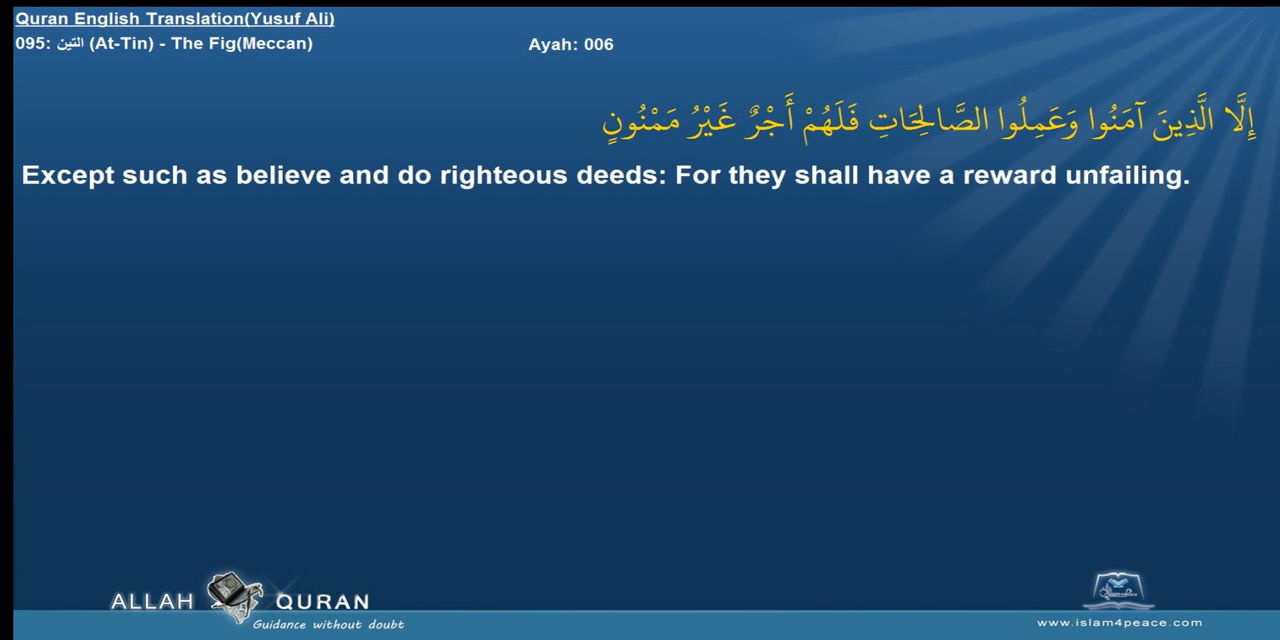 Quran English Translation(Yusuf Ali)
095: التين (At-Tin) - The Fig(Meccan) Ayah: 006
إِلَّا الَّذِينَ آمَنُوا وَعَمِلُوا الصَّالِحَاتِ فَلَهُمْ أَجْرٌ غَيْرُ مَمْنُونٍ
Except such as believe and do righteous deeds: For they shall have a reward unfailing.
ALLAH QURAN
Guidance without doubt
www.islam4peace.com